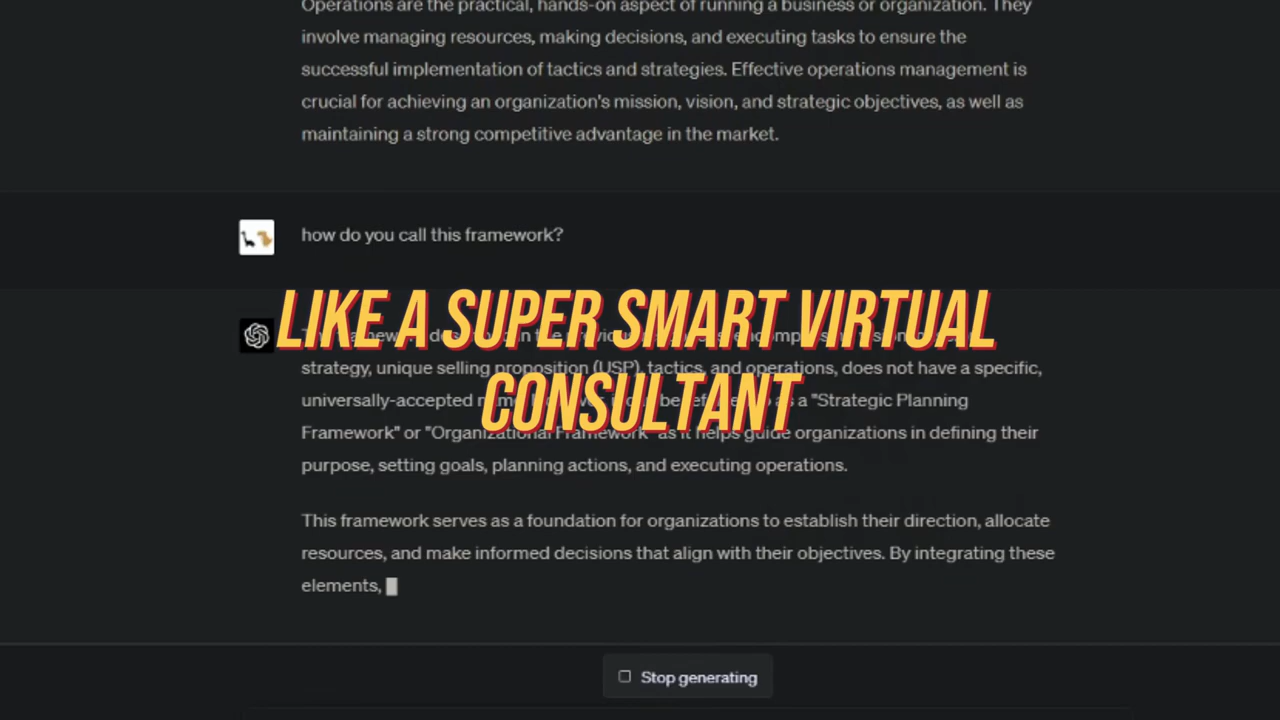 Operations are the practical, hands-on aspect of running a business or organization. They
involve managing resources, making decisions, and executing tasks to ensure the
successful implementation of tactics and strategies. Effective operations management is
crucial for achieving an organization's mission, vision, and strategic objectives, as well as
maintaining a strong competitive advantage in the market.
how do you call this framework?
LIKE A SUPER SMART VIRTUAL
CONSULTANT
in the
strategy, unique selling proposition (USP), tactics, and operations, does not have a specific,
universally-accepted as a "Strategic Planning
Framework" or "Organizational Framework" as it helps guide organizations in defining their
purpose, setting goals, planning actions, and executing operations.
This framework serves as a foundation for organizations to establish their direction, allocate
resources, and make informed decisions that align with their objectives. By integrating these
elements,
Stop generating